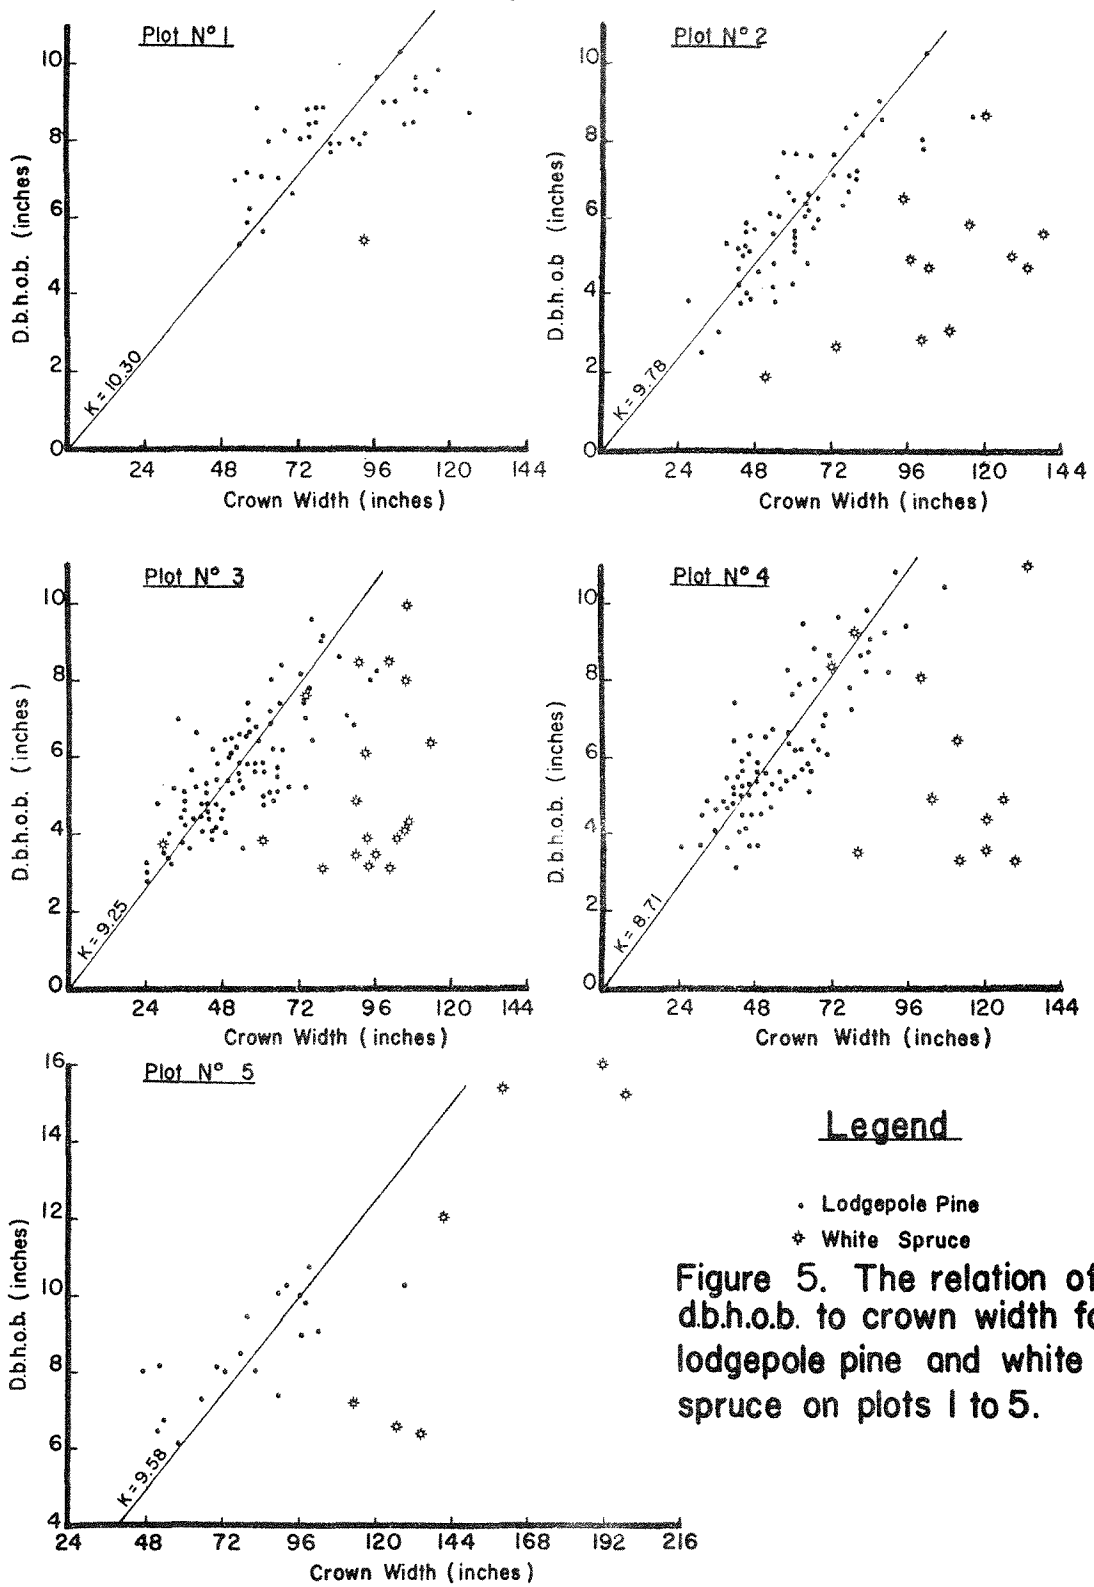 Plot Nº 1
10
8
6
4
2
0
D.b.h.o.b. (inches)
K = 10.30
24 48 72 96 120 144
Crown Width (inches)
Plot Nº 2
10
8
6
4
2
0
D.b.h.o.b (inches)
K = 9.78
24 48 72 96 120 144
Crown Width (inches)
Plot Nº 3
10
8
6
4
2
0
D.b.h.o.b. (inches)
K = 9.25
24 48 72 96 120 144
Crown Width (inches)
Plot Nº 4
10
8
6
4
2
0
D.b.h.o.b. (inches)
K = 8.71
24 48 72 96 120 144
Crown Width (inches)
Plot Nº 5
16
14
12
10
8
6
4
D.b.h.o.b. (inches)
K = 9.58
24 48 72 96 120 144 168 192 216
Crown Width (inches)
Legend
Lodgepole Pine
White Spruce
Figure 5. The relation of
d.b.h.o.b. to crown width fo
lodgepole pine and white
spruce on plots 1 to 5.